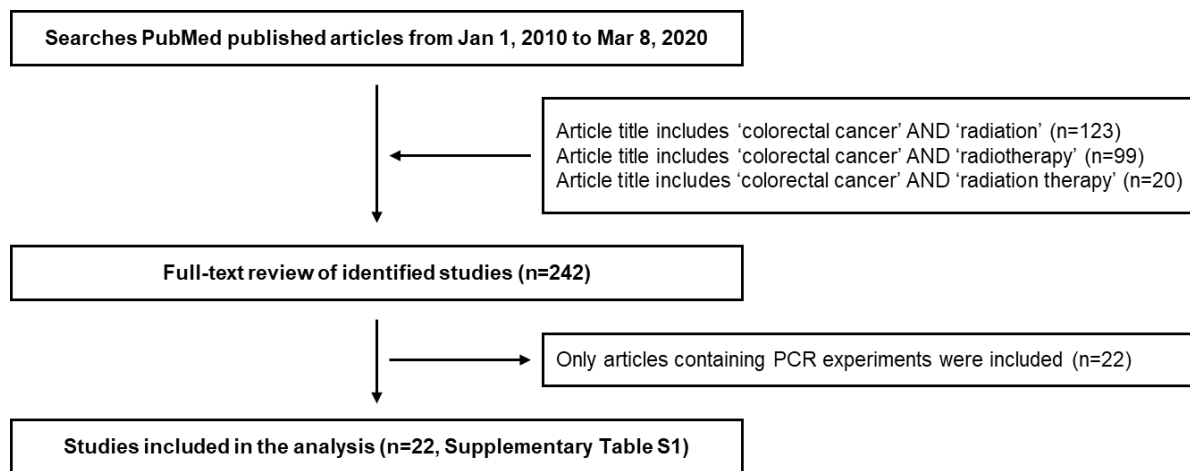 Searches PubMed published articles from Jan 1, 2010 to Mar 8, 2020
Article title includes ‘colorectal cancer’ AND ‘radiation’ (n=123)
Article title includes ‘colorectal cancer’ AND ‘radiotherapy’ (n=99)
Article title includes ‘colorectal cancer’ AND ‘radiation therapy’ (n=20)
Full-text review of identified studies (n=242)
Only articles containing PCR experiments were included (n=22)
Studies included in the analysis (n=22, Supplementary Table S1)